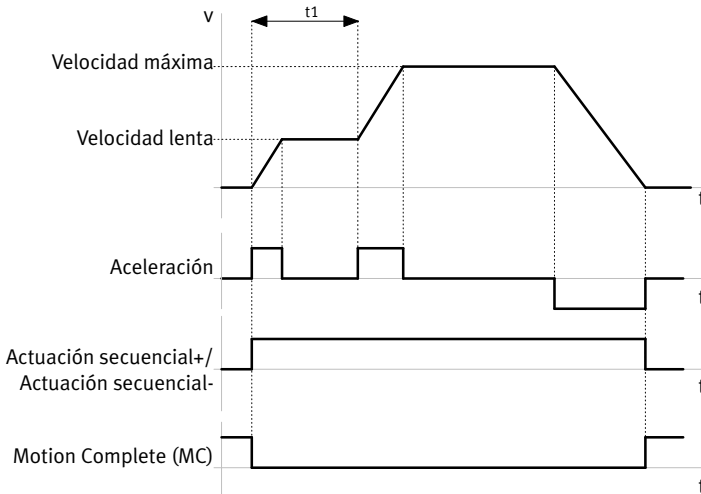 v
t1
Velocidad máxima
Velocidad lenta
t
Aceleración
t
Actuación secuencial+/
Actuación secuencial-
t
Motion Complete (MC)
t